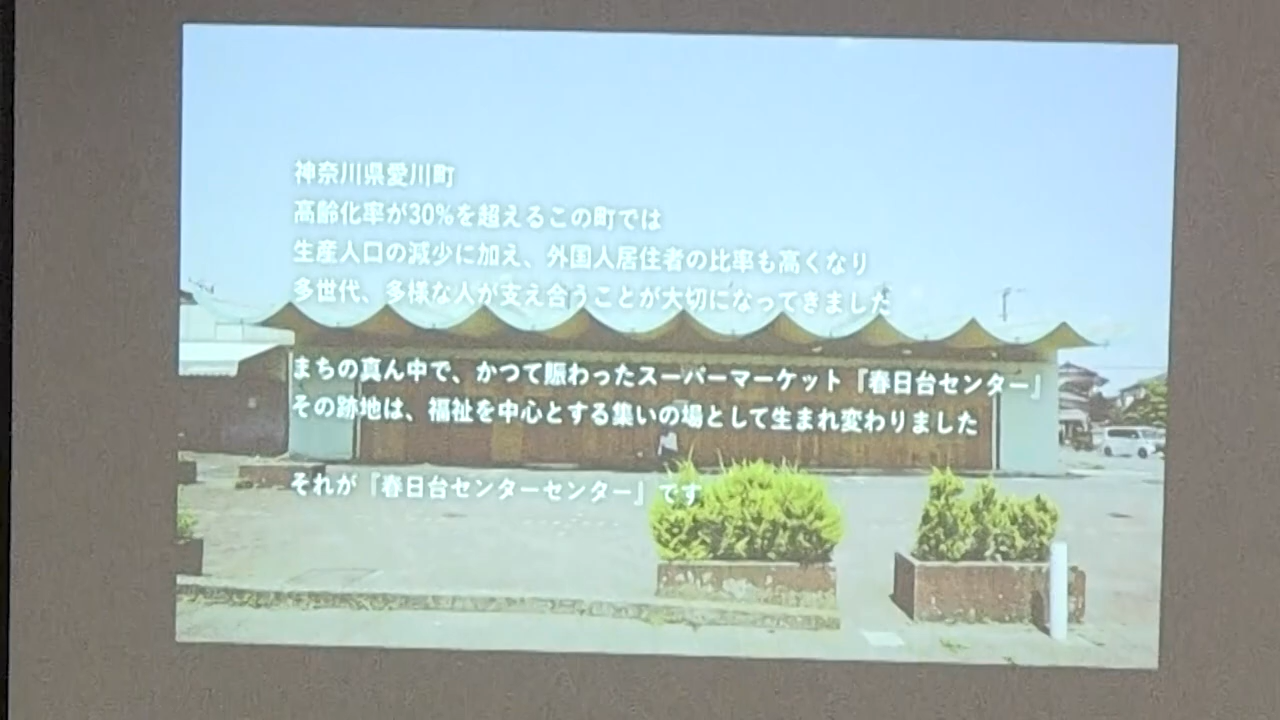 神奈川県愛川町
高齢化率が30%を超えるこの町では
生産人口の減少に加え、外国人居住者の比率も高くなり
多世代、多様な人が支え合うことが大切になってきました
まちの真ん中で、かつて賑わったスーパーマーケット『春日台センター』
その跡地は、福祉を中心とする集いの場として生まれ変わりました
それが『春日台センターセンター』です